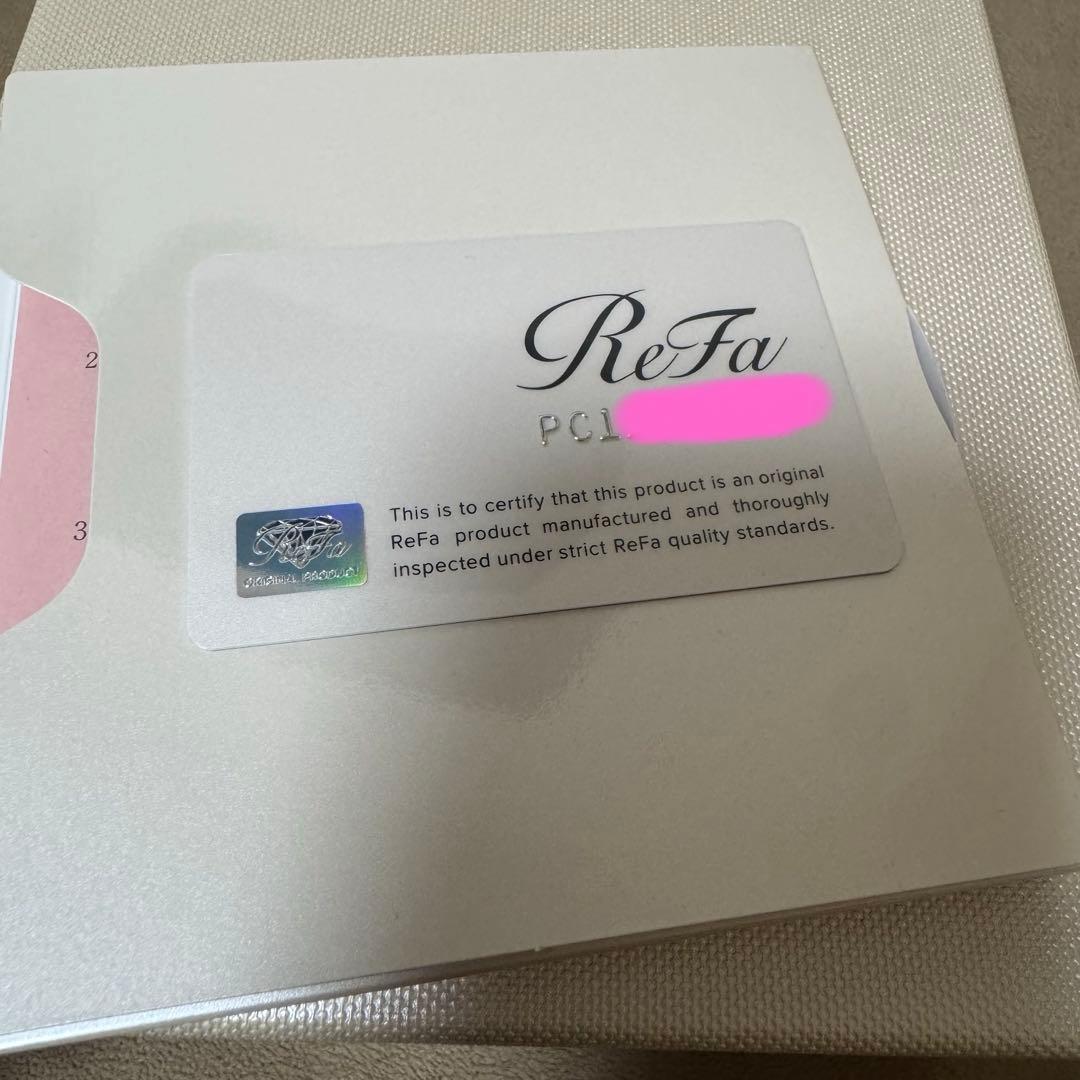 ReFa
PC1
This is to certify that this product is an original
ReFa product manufactured and thoroughly
inspected under strict ReFa quality standards.
ReFa
ORIGINAL PRODUCT
2
3